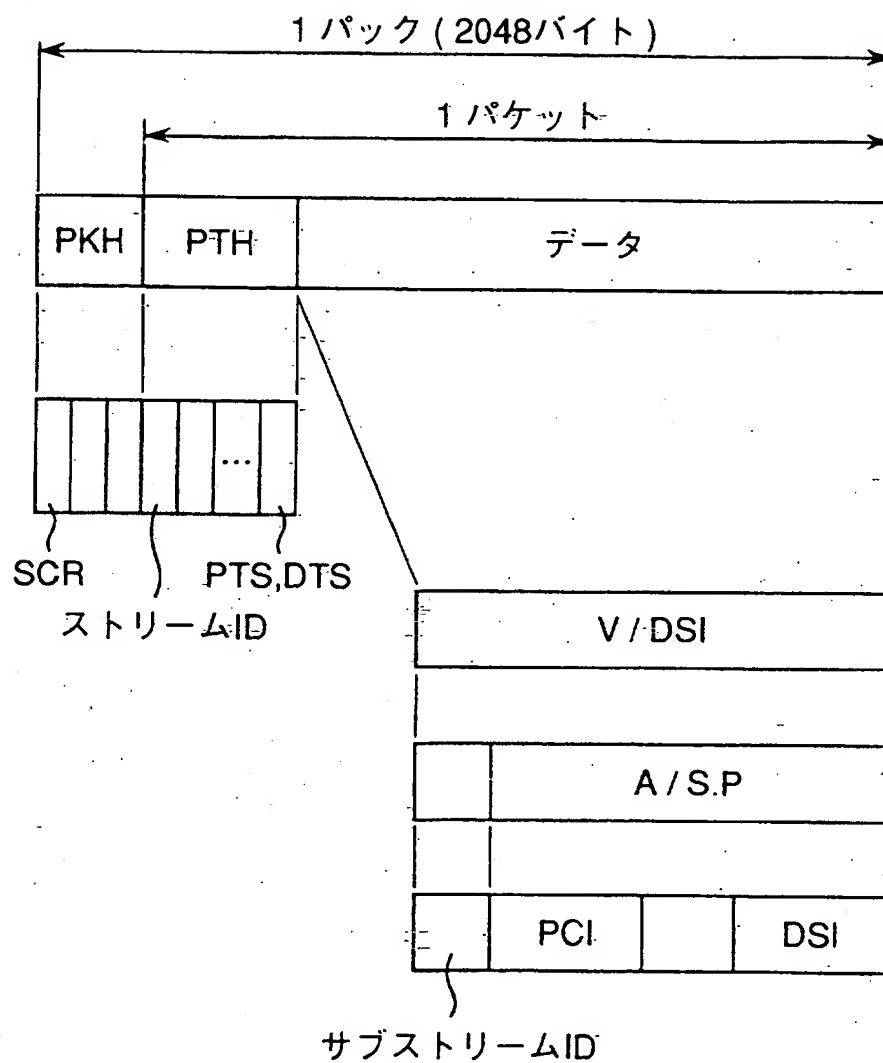 1 パック ( 2048バイト )
1 パケット
PKH PTH データ
...
SCR PTS,DTS
ストリームID
V / DSI
A / S.P
PCI DSI
サブストリームID